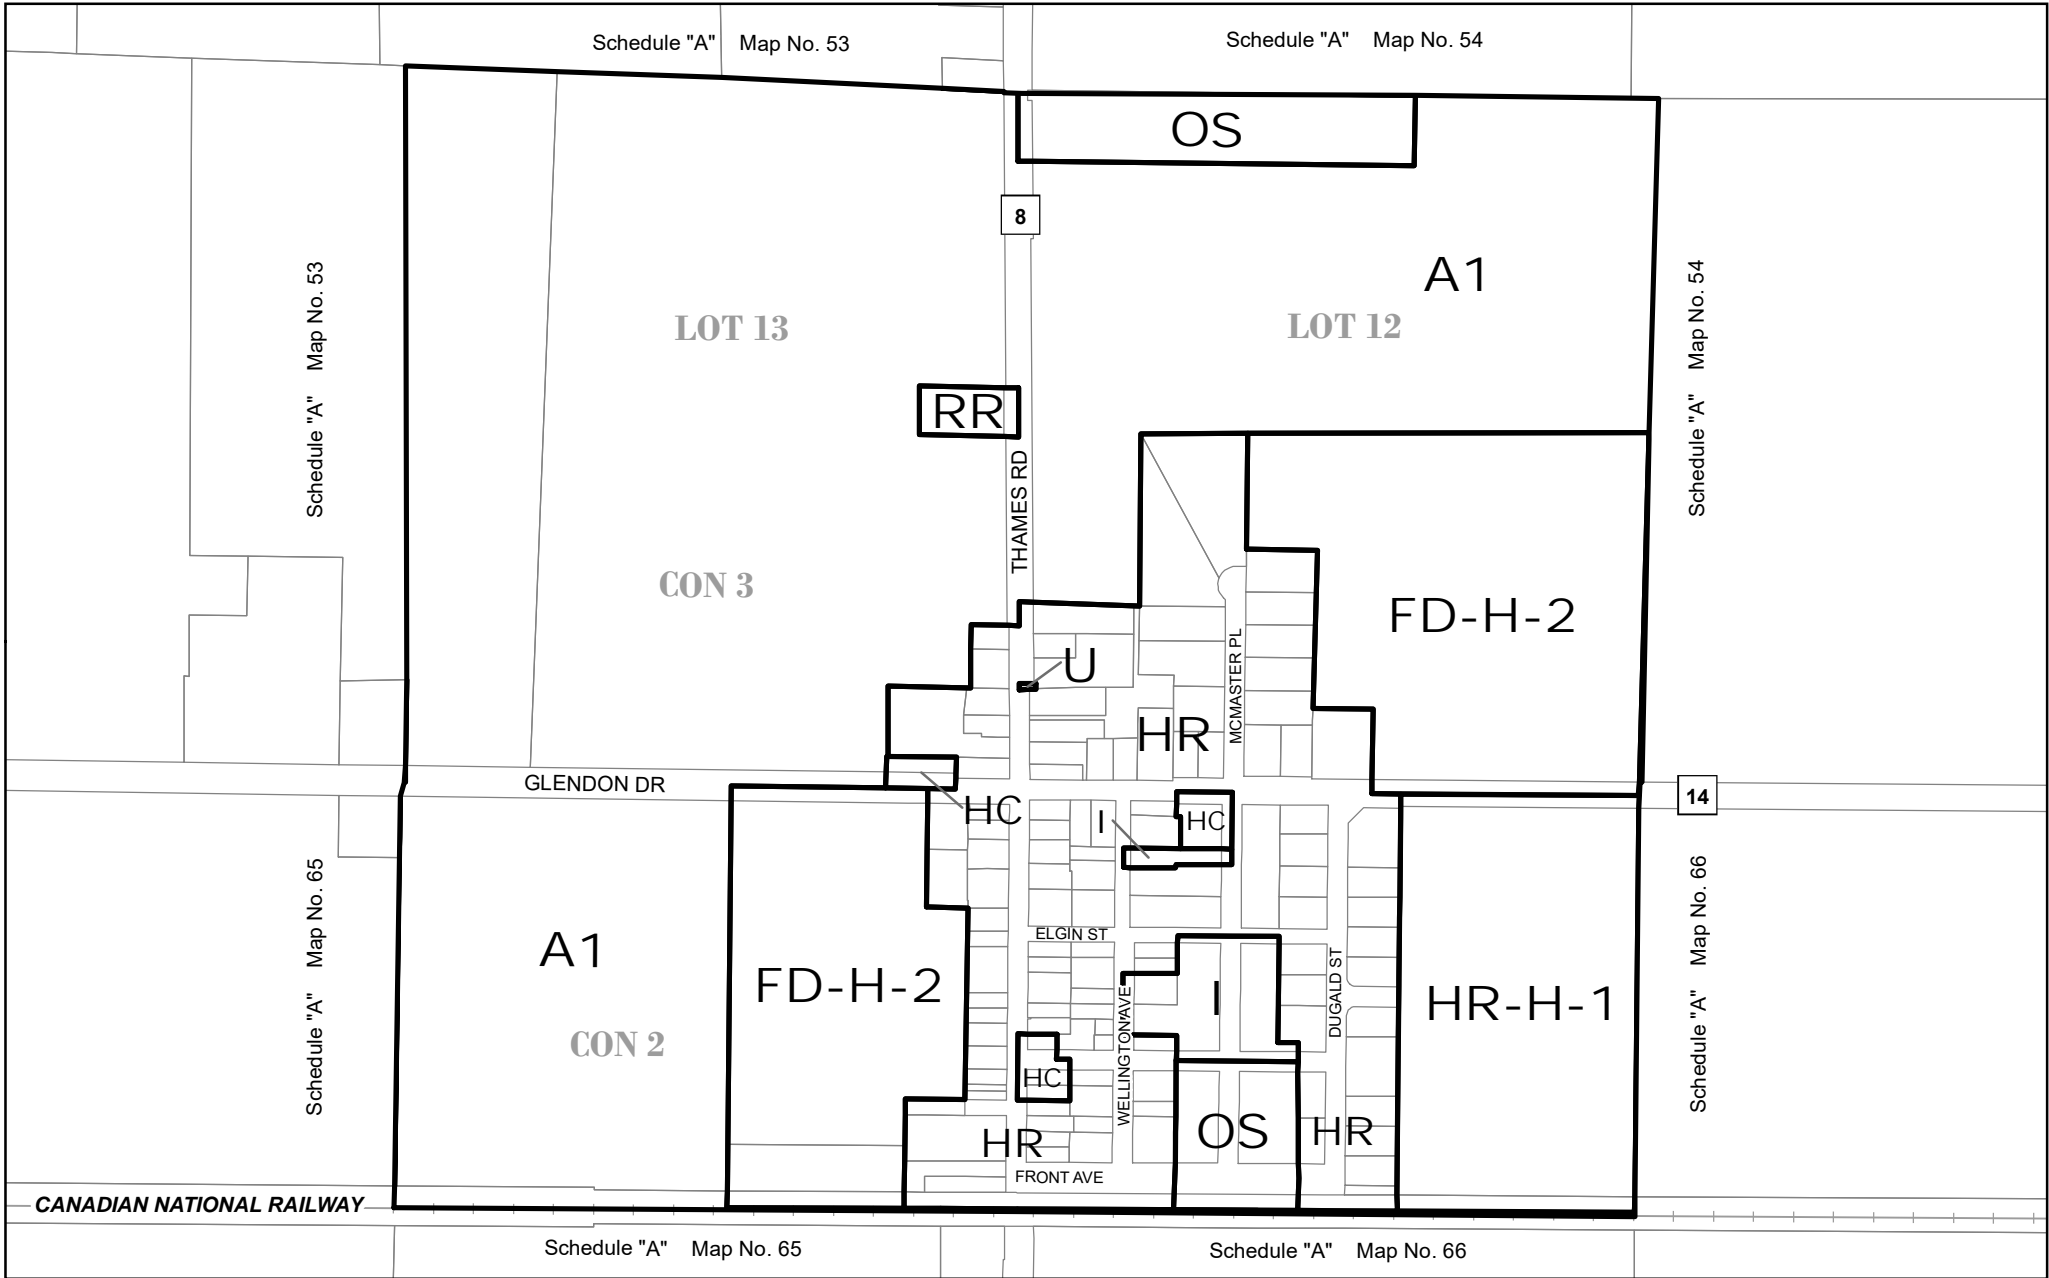 Schedule "A" Map No. 53
Schedule "A" Map No. 54
OS
8
A1
Schedule "A" Map No. 53
Schedule "A" Map No. 54
LOT 13
LOT 12
RR
THAMES RD
CON 3
FD-H-2
U
MCMASTER PL
HR
GLENDON DR
14
HC
I
HC
Schedule "A" Map No. 65
Schedule "A" Map No. 66
ELGIN ST
A1
FD-H-2
I
DUGALD ST
HR-H-1
WELLINGTON AVE
CON 2
HC
OS
HR
HR
FRONT AVE
CANADIAN NATIONAL RAILWAY
Schedule "A" Map No. 65
Schedule "A" Map No. 66